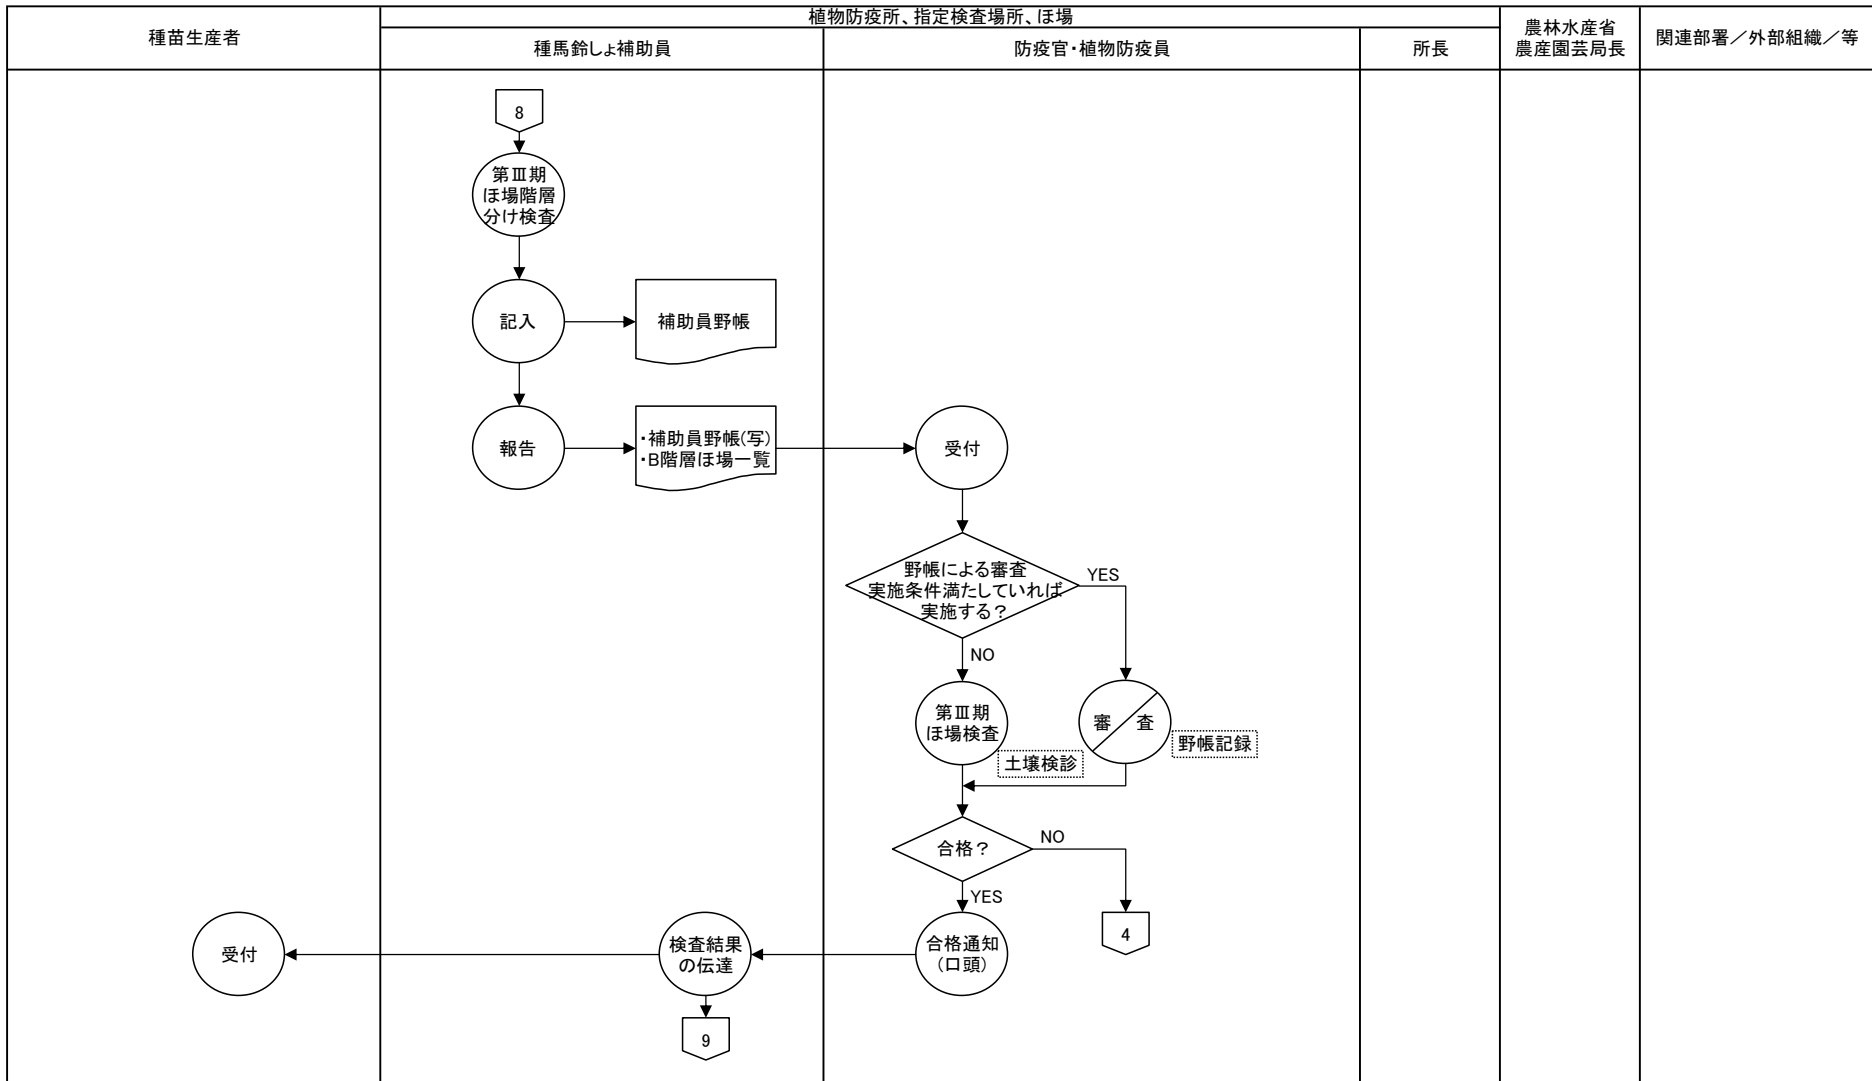 種苗生産者
植物防疫所、指定検査場所、ほ場
種馬鈴しょ補助員
防疫官・植物防疫員
所長
農林水産省
農産園芸局長
関連部署／外部組織／等
8
第Ⅲ期
ほ場階層
分け検査
記入
補助員野帳
報告
・補助員野帳(写)
・B階層ほ場一覧
受付
野帳による審査
実施条件満たしていれば
実施する？
YES
NO
第Ⅲ期
ほ場検査
土壌検診
審 査
野帳記録
合格？
NO
YES
4
合格通知
(口頭)
検査結果
の伝達
受付
9